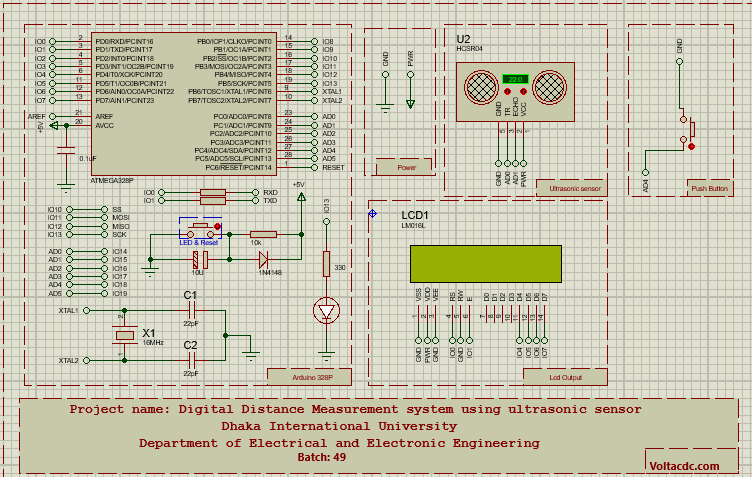 IO0 2 PD0/RXD/PCINT16 PB0/ICP1/CLKO/PCINT0 14 IO8
IO1 3 PD1/TXD/PCINT17 PB1/OC1A/PCINT1 15 IO9
IO2 4 PD2/INT0/PCINT18 PB2/SS/OC1B/PCINT2 16 IO10
IO3 5 PD3/INT1/OC2B/PCINT19 PB3/MOSI/OC2A/PCINT3 17 IO11
IO4 6 PD4/T0/XCK/PCINT20 PB4/MISO/PCINT4 18 IO12
IO5 11 PD5/T1/OC0B/PCINT21 PB5/SCK/PCINT5 19 IO13
IO6 12 PD6/AIN0/OC0A/PCINT22 PB6/TOSC1/XTAL1/PCINT6 9 XTAL1
IO7 13 PD7/AIN1/PCINT23 PB7/TOSC2/XTAL2/PCINT7 10 XTAL2
AREF 21 AREF PC0/ADC0/PCINT8 23 AD0
+5V 20 AVCC PC1/ADC1/PCINT9 24 AD1
PC2/ADC2/PCINT10 25 AD2
PC3/ADC3/PCINT11 26 AD3
PC4/ADC4/SDA/PCINT12 27 AD4
0.1uF PC5/ADC5/SCL/PCINT13 28 AD5
PC6/RESET/PCINT14 1 RESET
ATMEGA328P
IO0 RXD
IO1 TXD
+5V
IO13
IO10 SS
IO11 MOSI
IO12 MISO
IO13 SCK
LED & Reset
10k
10U
1N4148
330
AD0 IO14
AD1 IO15
AD2 IO16
AD3 IO17
AD4 IO18
AD5 IO19
XTAL1
C1
22pF
2
X1
16MHz
1
C2
XTAL2
22pF
Arduino 328P
GND PWR
Power
U2
HCSR04
22.0
GND TR ECHO VCC
5 3 2 1
GND AD0 AD1 PWR
Ultrasonic sensor
GND
AD4
Push Button
LCD1
LM016L
VSS VDD VEE RS RW E D0 D1 D2 D3 D4 D5 D6 D7
1 2 3 4 5 6 7 8 9 10 11 12 13 14
GND PWR GND IO0 GND IO1 IO4 IO5 IO6 IO7
Lcd Output
Project name: Digital Distance Measurement system using ultrasonic sensor
Dhaka International University
Department of Electrical and Electronic Engineering
Batch: 49
Voltacdc.com